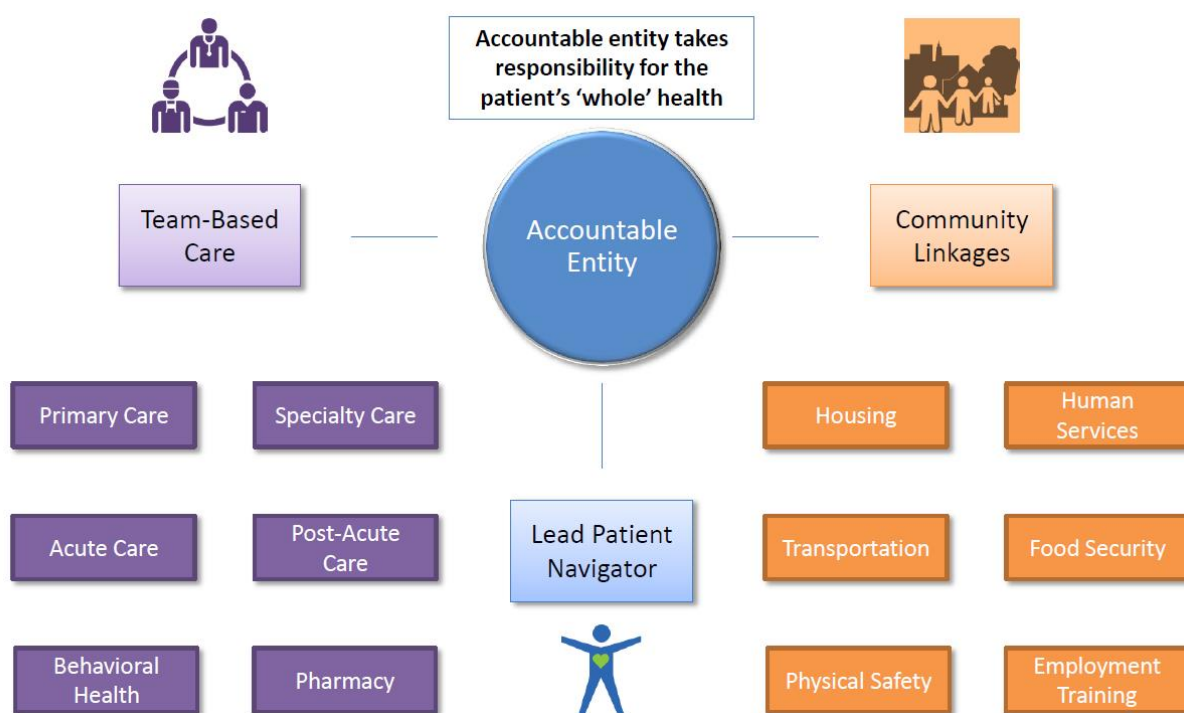 Accountable entity takes
responsibility for the
patient’s ‘whole’ health
Team-Based
Care
Accountable
Entity
Community
Linkages
Primary Care
Specialty Care
Housing
Human
Services
Acute Care
Post-Acute
Care
Lead Patient
Navigator
Transportation
Food Security
Behavioral
Health
Pharmacy
Physical Safety
Employment
Training